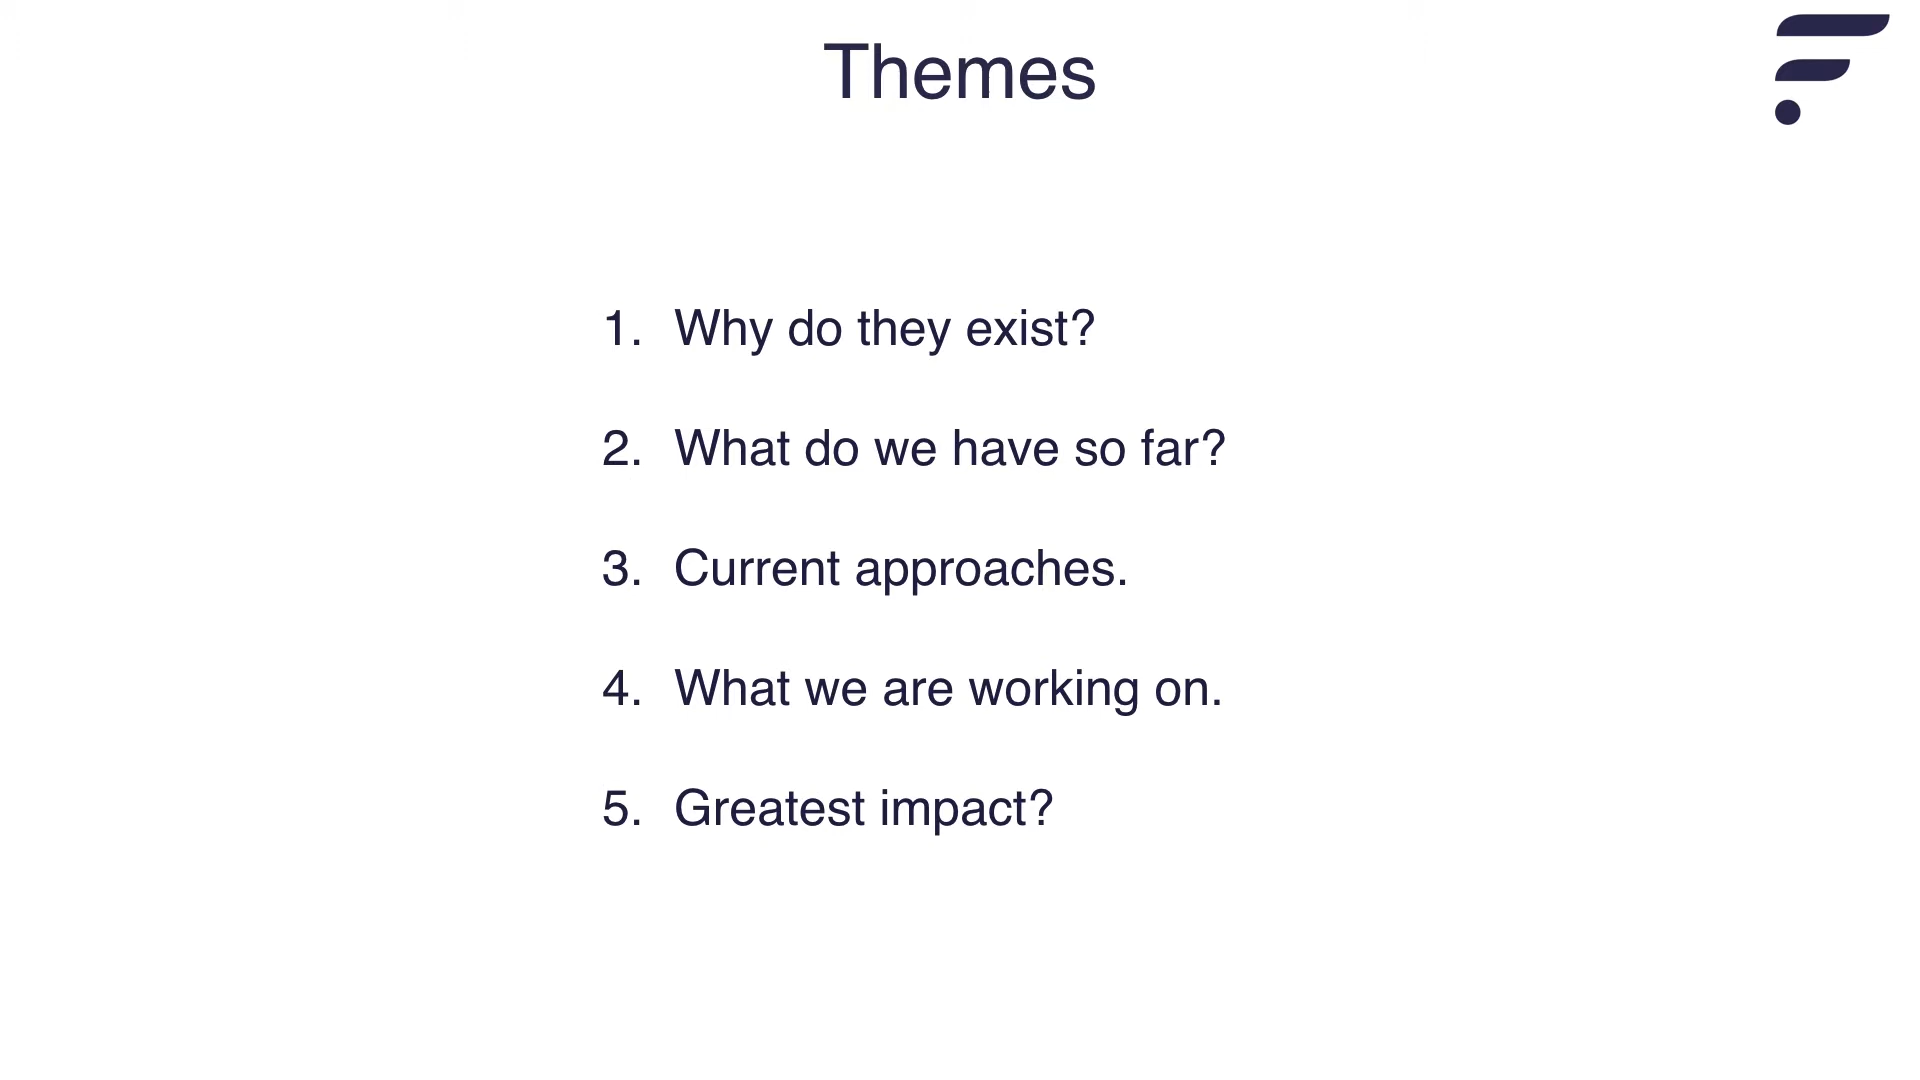 Themes
1. Why do they exist?
2. What do we have so far?
3. Current approaches.
4. What we are working on.
5. Greatest impact?